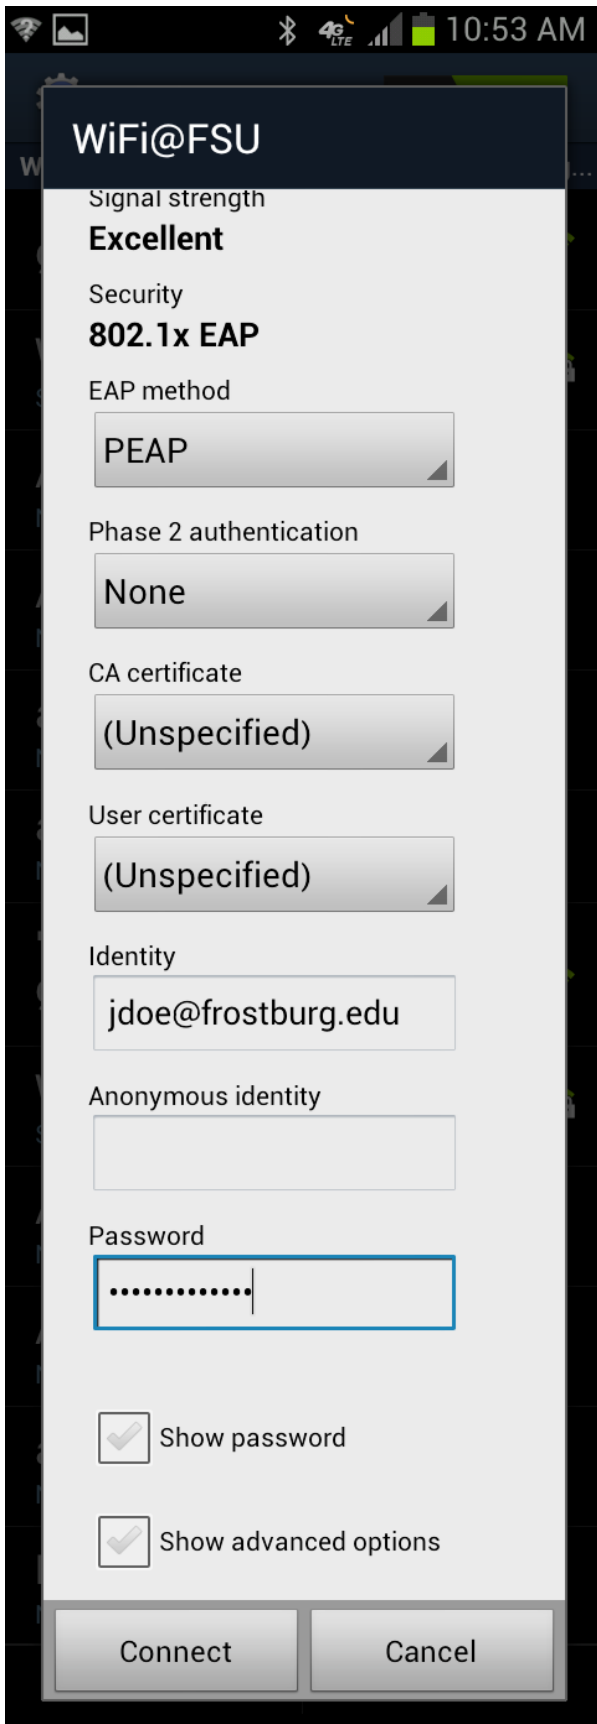 4G
LTE
10:53 AM
WiFi@FSU
Signal strength
Excellent
Security
802.1x EAP
EAP method
PEAP
Phase 2 authentication
None
CA certificate
(Unspecified)
User certificate
(Unspecified)
Identity
jdoe@frostburg.edu
Anonymous identity
Password
•••••••••••••
Show password
Show advanced options
Connect
Cancel